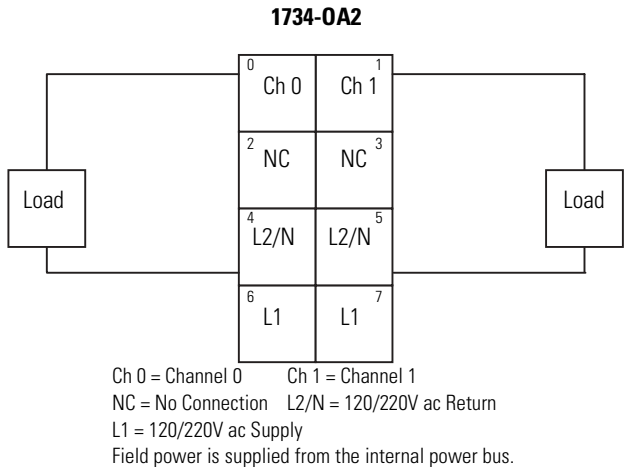 1734-OA2
0 Ch 0 1 Ch 1
2 NC NC 3
Load Load
4 L2/N L2/N 5
6 L1 L1 7
Ch 0 = Channel 0 Ch 1 = Channel 1
NC = No Connection L2/N = 120/220V ac Return
L1 = 120/220V ac Supply
Field power is supplied from the internal power bus.